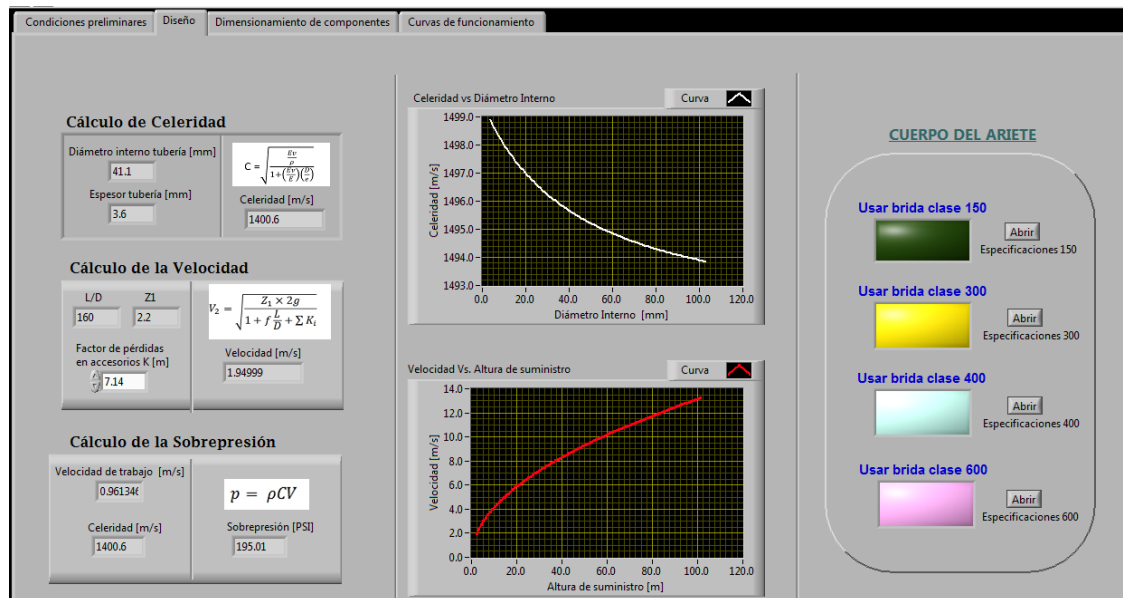 Condiciones preliminares
Diseño
Dimensionamiento de componentes
Curvas de funcionamiento
Cálculo de Celeridad
Diámetro interno tubería [mm]
41.1
Espesor tubería [mm]
3.6
C = √((Ev/ρ)/(1+(Ev/E)(D/e)))
Celeridad [m/s]
1400.6
Cálculo de la Velocidad
L/D
Z1
160
2.2
Factor de pérdidas
en accesorios K [m]
7.14
V₂ = √((Z₁ × 2g)/(1 + f L/D + Σ Kᵢ))
Velocidad [m/s]
1.94999
Cálculo de la Sobrepresión
Velocidad de trabajo [m/s]
0.961346
Celeridad [m/s]
1400.6
p = ρCV
Sobrepresión [PSI]
195.01
Celeridad vs Diámetro Interno
Curva
1499.0
1498.0
1497.0
1496.0
1495.0
1494.0
1493.0
Celeridad [m/s]
0.0 20.0 40.0 60.0 80.0 100.0 120.0
Diámetro Interno [mm]
Velocidad Vs. Altura de suministro
Curva
14.0
12.0
10.0
8.0
6.0
4.0
2.0
0.0
Velocidad [m/s]
0.0 20.0 40.0 60.0 80.0 100.0 120.0
Altura de suministro [m]
CUERPO DEL ARIETE
Usar brida clase 150
Abrir
Especificaciones 150
Usar brida clase 300
Abrir
Especificaciones 300
Usar brida clase 400
Abrir
Especificaciones 400
Usar brida clase 600
Abrir
Especificaciones 600